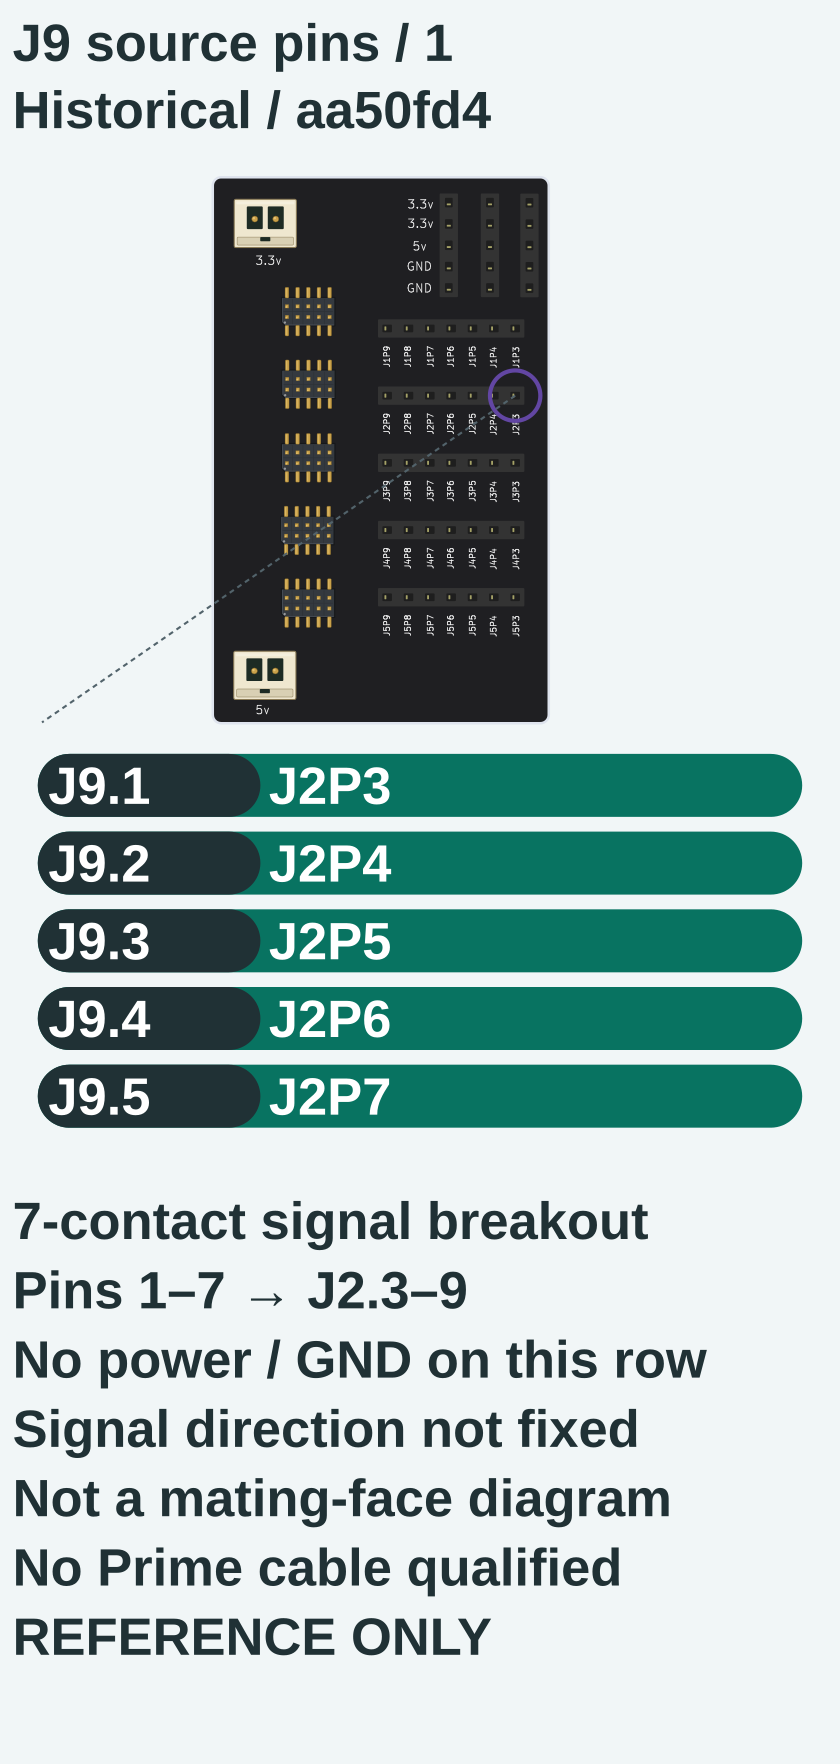 J9 source pins / 1
Historical / aa50fd4
3.3v
3.3v
3.3v
5v
GND
GND
J1P9 J1P8 J1P7 J1P6 J1P5 J1P4 J1P3
J2P9 J2P8 J2P7 J2P6 J2P5 J2P4 J2P3
J3P9 J3P8 J3P7 J3P6 J3P5 J3P4 J3P3
J4P9 J4P8 J4P7 J4P6 J4P5 J4P4 J4P3
J5P9 J5P8 J5P7 J5P6 J5P5 J5P4 J5P3
5v
J9.1 J2P3
J9.2 J2P4
J9.3 J2P5
J9.4 J2P6
J9.5 J2P7
7-contact signal breakout
Pins 1–7 → J2.3–9
No power / GND on this row
Signal direction not fixed
Not a mating-face diagram
No Prime cable qualified
REFERENCE ONLY